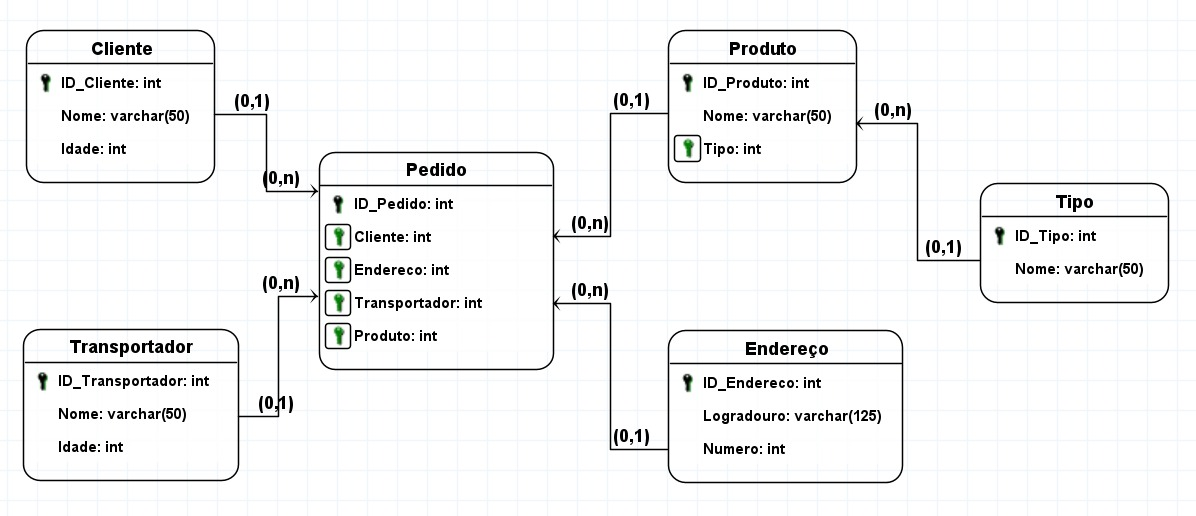 Cliente
ID_Cliente: int
Nome: varchar(50)
Idade: int
(0,1)
(0,n)
Pedido
ID_Pedido: int
Cliente: int
Endereco: int
Transportador: int
Produto: int
(0,n)
(0,1)
Transportador
ID_Transportador: int
Nome: varchar(50)
Idade: int
Produto
ID_Produto: int
Nome: varchar(50)
Tipo: int
(0,1)
(0,n)
(0,n)
(0,1)
Tipo
ID_Tipo: int
Nome: varchar(50)
(0,n)
(0,1)
Endereço
ID_Endereco: int
Logradouro: varchar(125)
Numero: int